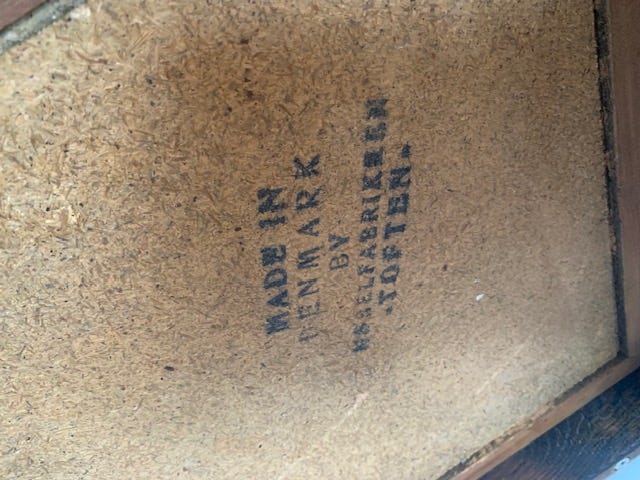 MADE IN
DENMARK
BY
MØBELFABRIKKEN
"TOFTEN"